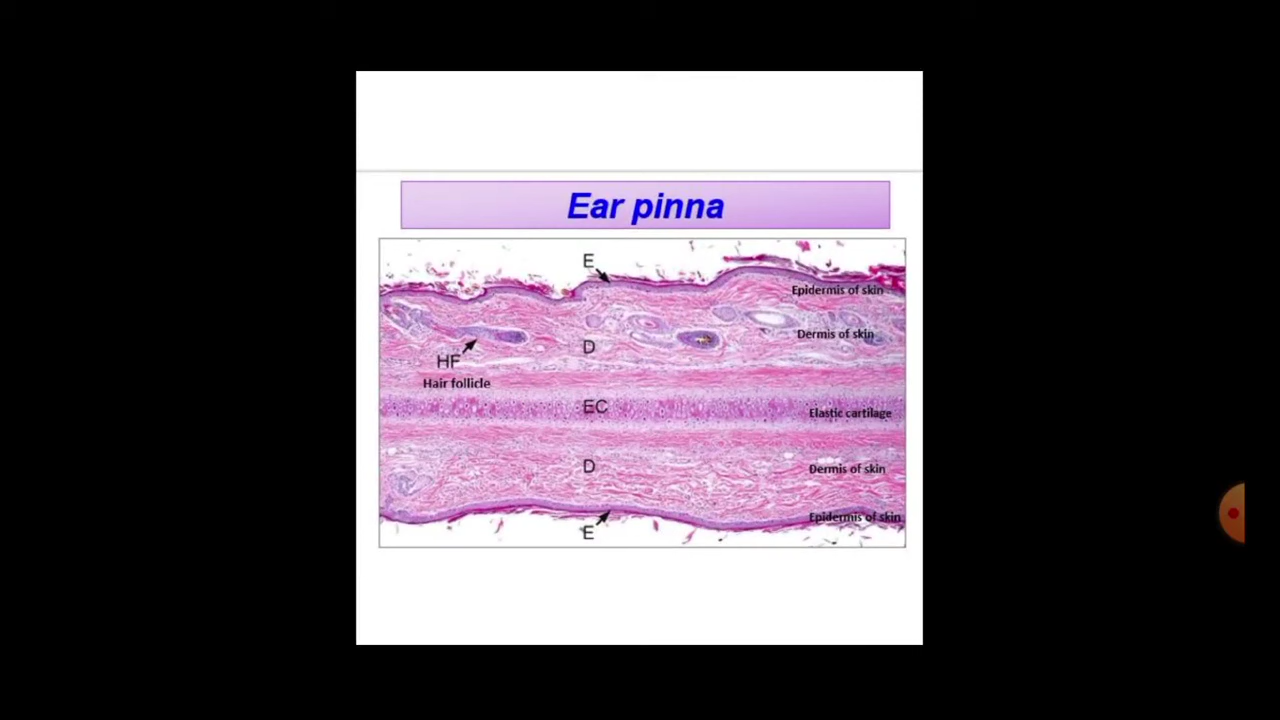 Ear pinna
E
Epidermis of skin
Dermis of skin
D
HF
Hair follicle
EC
Elastic cartilage
D
Dermis of skin
Epidermis of skin
E